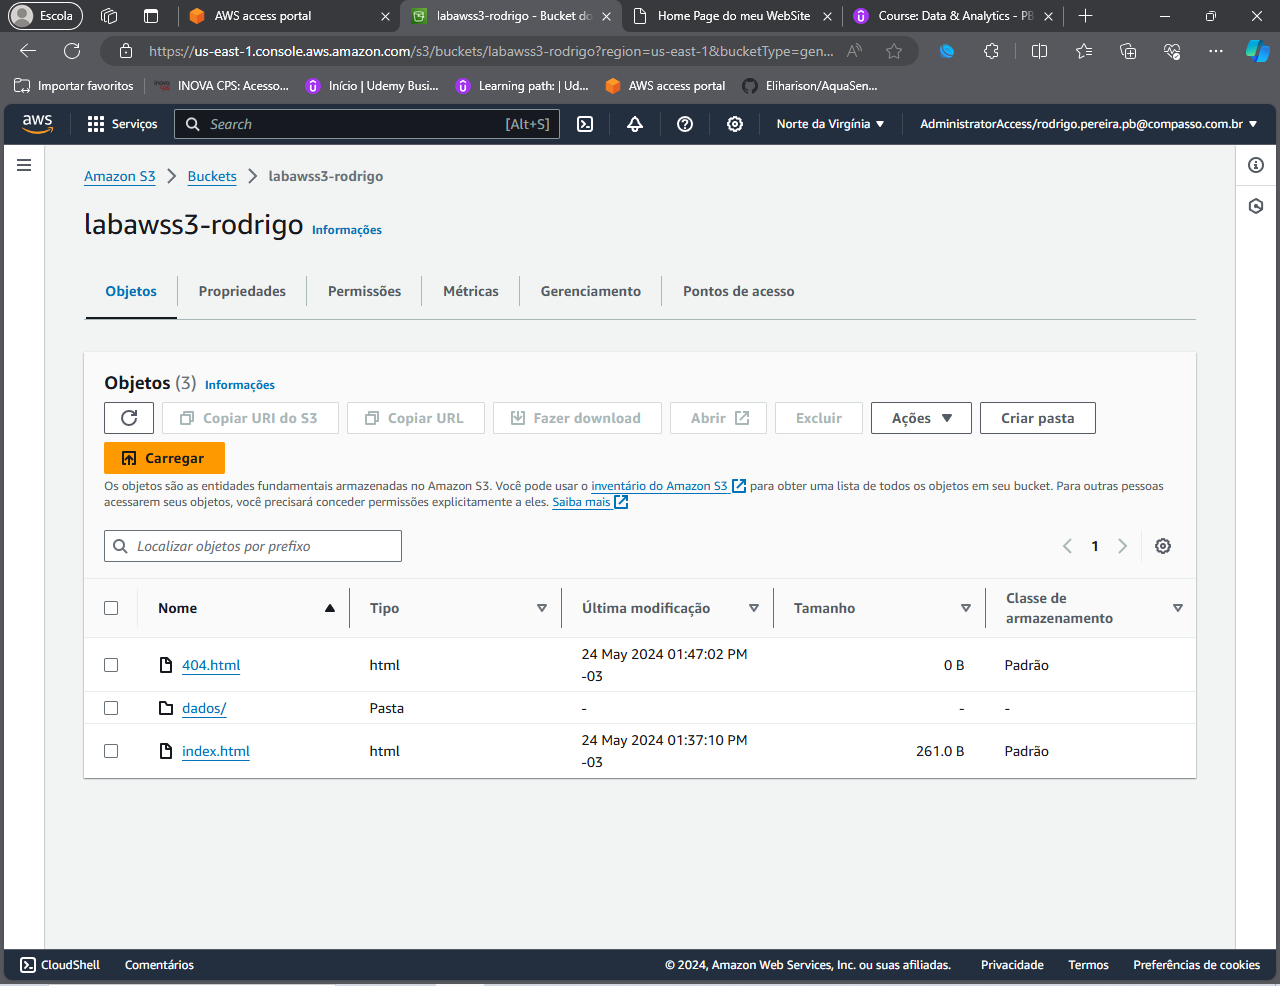 Escola
AWS access portal
labawss3-rodrigo - Bucket do
Home Page do meu WebSite
Course: Data & Analytics - PB
https://us-east-1.console.aws.amazon.com/s3/buckets/labawss3-rodrigo?region=us-east-1&bucketType=gen...
Importar favoritos
INOVA CPS: Acesso...
Início | Udemy Busi...
Learning path: | Ud...
AWS access portal
Eliharison/AquaSen...
aws
Serviços
Search
[Alt+S]
Norte da Virgínia
AdministratorAccess/rodrigo.pereira.pb@compasso.com.br
Amazon S3
Buckets
labawss3-rodrigo
labawss3-rodrigo Informações
Objetos
Propriedades
Permissões
Métricas
Gerenciamento
Pontos de acesso
Objetos (3) Informações
Copiar URI do S3
Copiar URL
Fazer download
Abrir
Excluir
Ações
Criar pasta
Carregar
Os objetos são as entidades fundamentais armazenadas no Amazon S3. Você pode usar o inventário do Amazon S3 para obter uma lista de todos os objetos em seu bucket. Para outras pessoas
acessarem seus objetos, você precisará conceder permissões explicitamente a eles. Saiba mais
Localizar objetos por prefixo
1
Nome
Tipo
Última modificação
Tamanho
Classe de
armazenamento
404.html
html
24 May 2024 01:47:02 PM
-03
0 B
Padrão
dados/
Pasta
-
-
-
index.html
html
24 May 2024 01:37:10 PM
-03
261.0 B
Padrão
CloudShell
Comentários
© 2024, Amazon Web Services, Inc. ou suas afiliadas.
Privacidade
Termos
Preferências de cookies